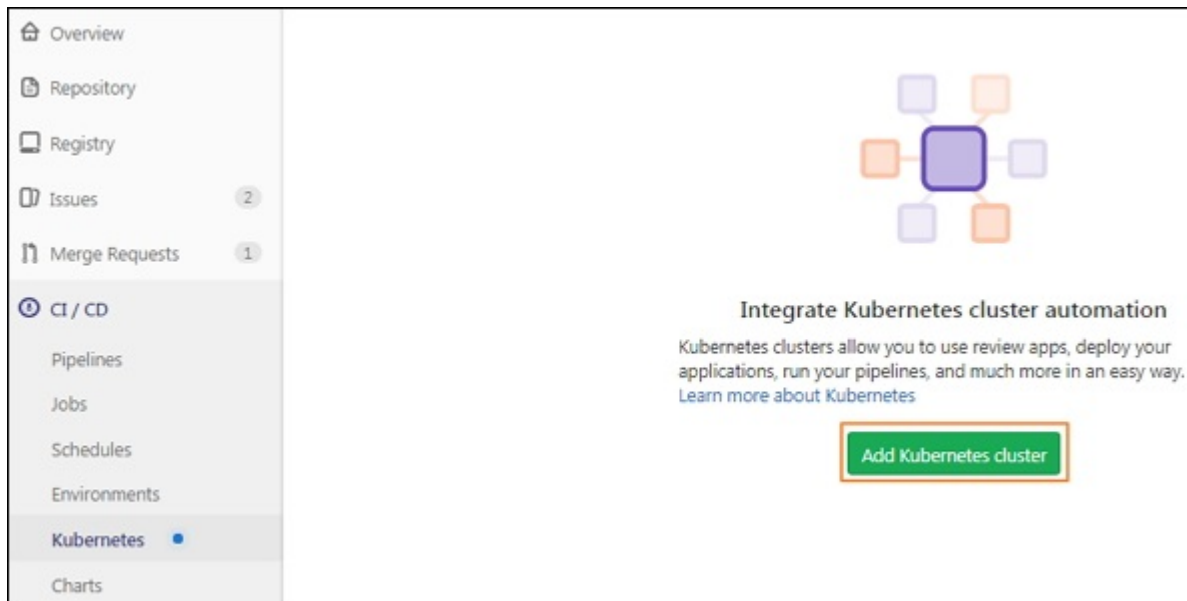 Overview
Repository
Registry
Issues 2
Merge Requests 1
CI / CD
Pipelines
Jobs
Schedules
Environments
Kubernetes
Charts
Integrate Kubernetes cluster automation
Kubernetes clusters allow you to use review apps, deploy your
applications, run your pipelines, and much more in an easy way.
Learn more about Kubernetes
Add Kubernetes cluster